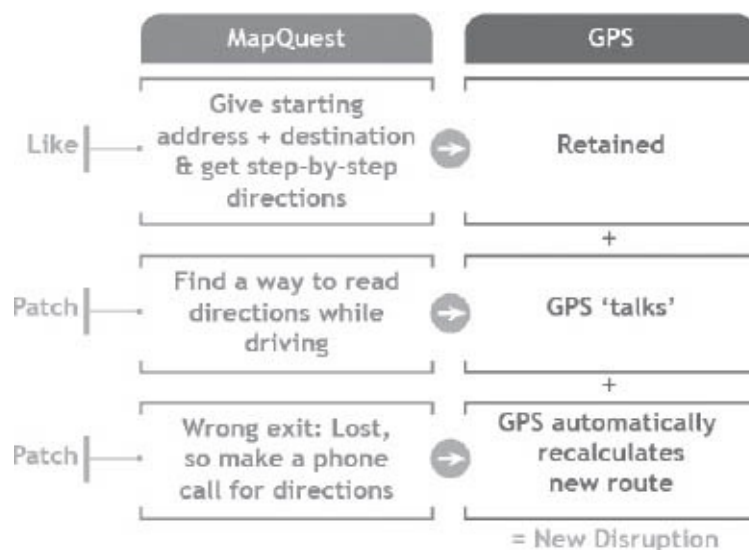 MapQuest
GPS
Like
Give starting
address + destination
& get step-by-step
directions
Retained
+
Patch
Find a way to read
directions while
driving
GPS ‘talks’
+
Patch
Wrong exit: Lost,
so make a phone
call for directions
GPS automatically
recalculates
new route
= New Disruption